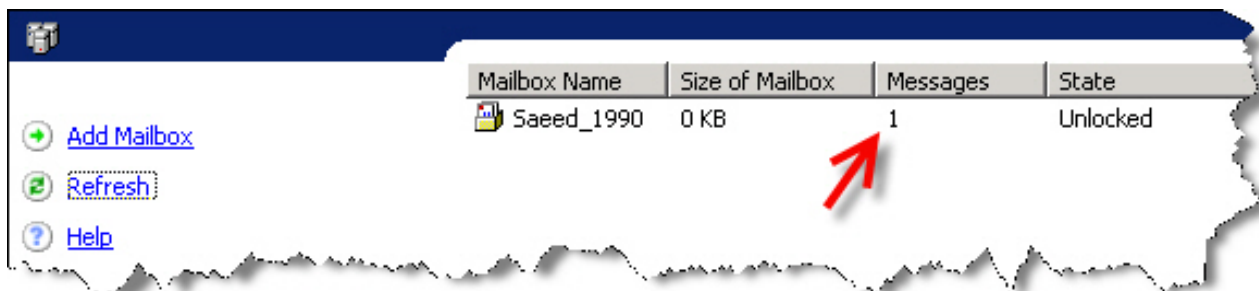 Mailbox Name Size of Mailbox Messages State
Saeed_1990 0 KB 1 Unlocked
Add Mailbox
Refresh
Help